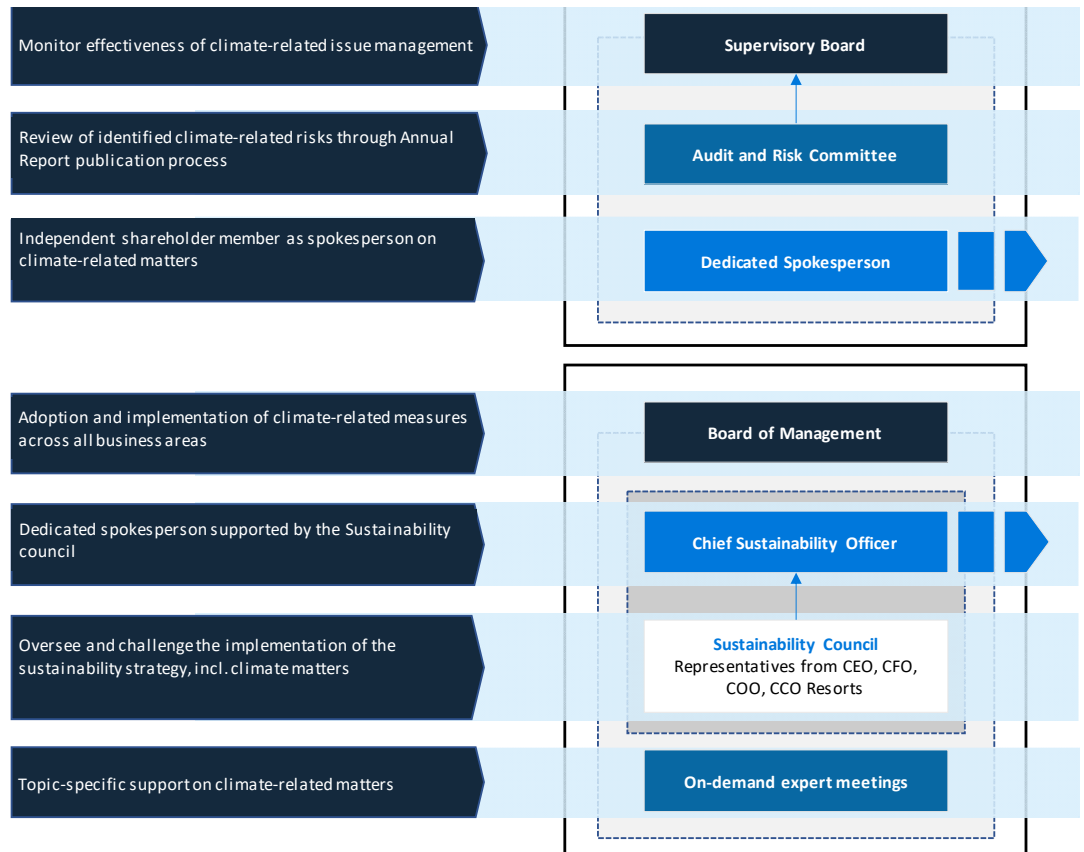 Monitor effectiveness of climate-related issue management
Supervisory Board
Review of identified climate-related risks through Annual
Report publication process
Audit and Risk Committee
Independent shareholder member as spokesperson on
climate-related matters
Dedicated Spokesperson
Adoption and implementation of climate-related measures
across all business areas
Board of Management
Dedicated spokesperson supported by the Sustainability
council
Chief Sustainability Officer
Oversee and challenge the implementation of the
sustainability strategy, incl. climate matters
Sustainability Council
Representatives from CEO, CFO,
COO, CCO Resorts
Topic-specific support on climate-related matters
On-demand expert meetings